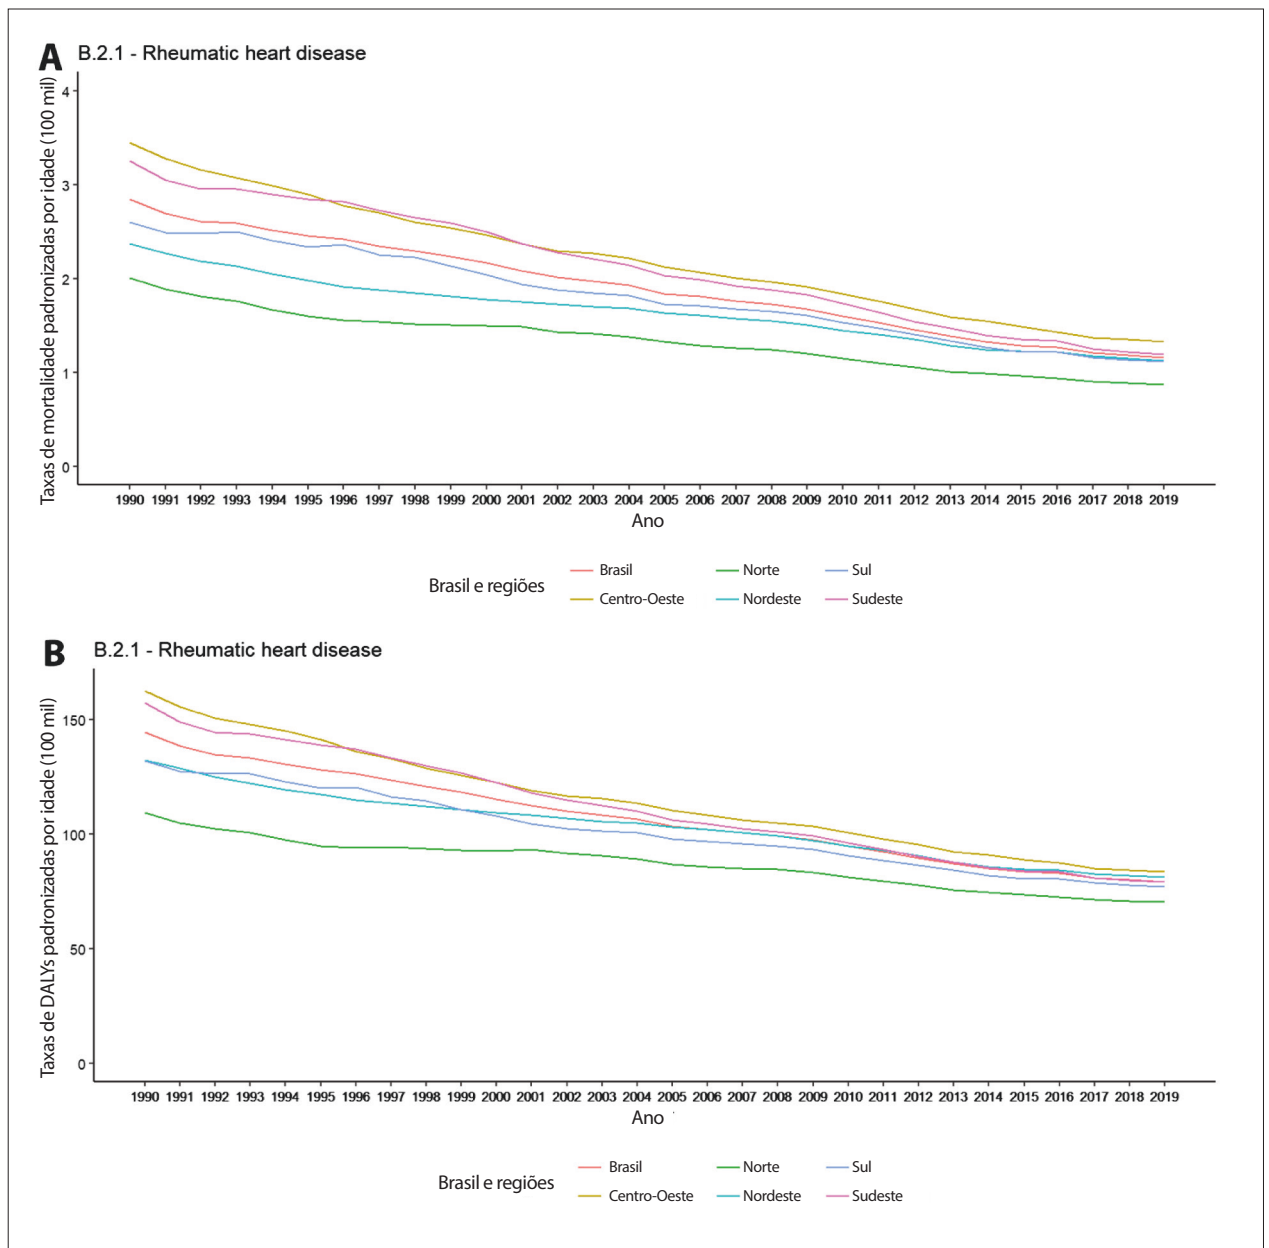 A B.2.1 - Rheumatic heart disease
Taxas de mortalidade padronizadas por idade (100 mil)
4
3
2
1
0
1990 1991 1992 1993 1994 1995 1996 1997 1998 1999 2000 2001 2002 2003 2004 2005 2006 2007 2008 2009 2010 2011 2012 2013 2014 2015 2016 2017 2018 2019
Ano
Brasil e regiões
Brasil Norte Sul
Centro-Oeste Nordeste Sudeste
B B.2.1 - Rheumatic heart disease
Taxas de DALYs padronizadas por idade (100 mil)
150
100
50
0
1990 1991 1992 1993 1994 1995 1996 1997 1998 1999 2000 2001 2002 2003 2004 2005 2006 2007 2008 2009 2010 2011 2012 2013 2014 2015 2016 2017 2018 2019
Ano
Brasil e regiões
Brasil Norte Sul
Centro-Oeste Nordeste Sudeste